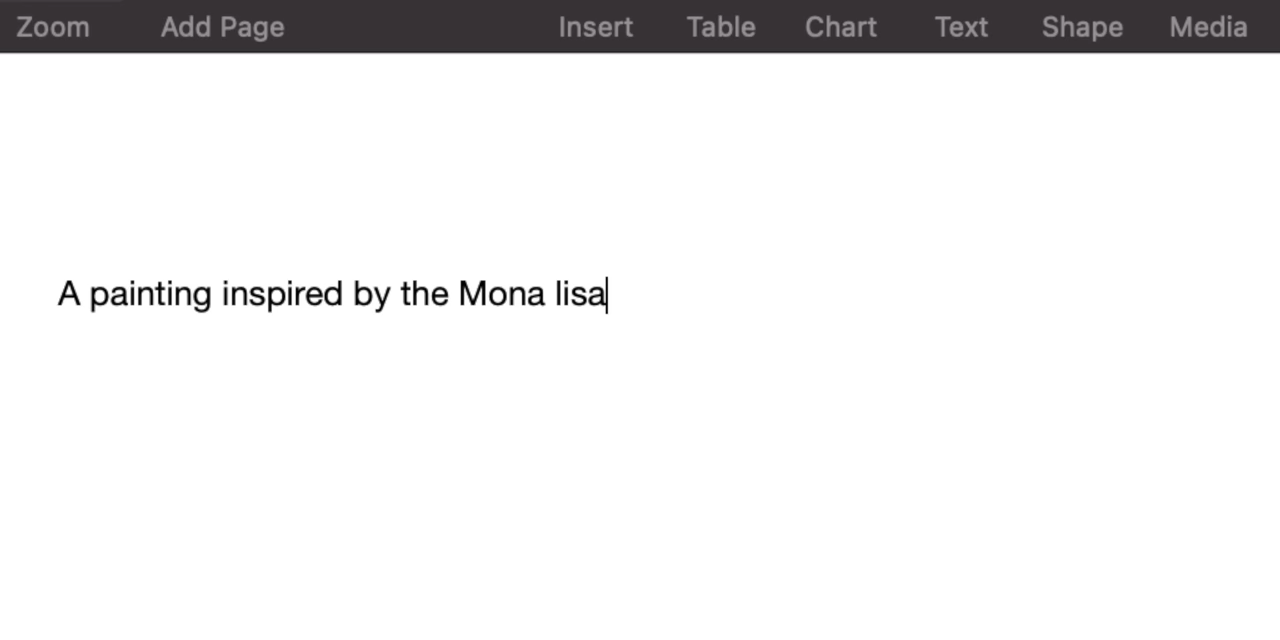 Zoom Add Page Insert Table Chart Text Shape Media
A painting inspired by the Mona lisa